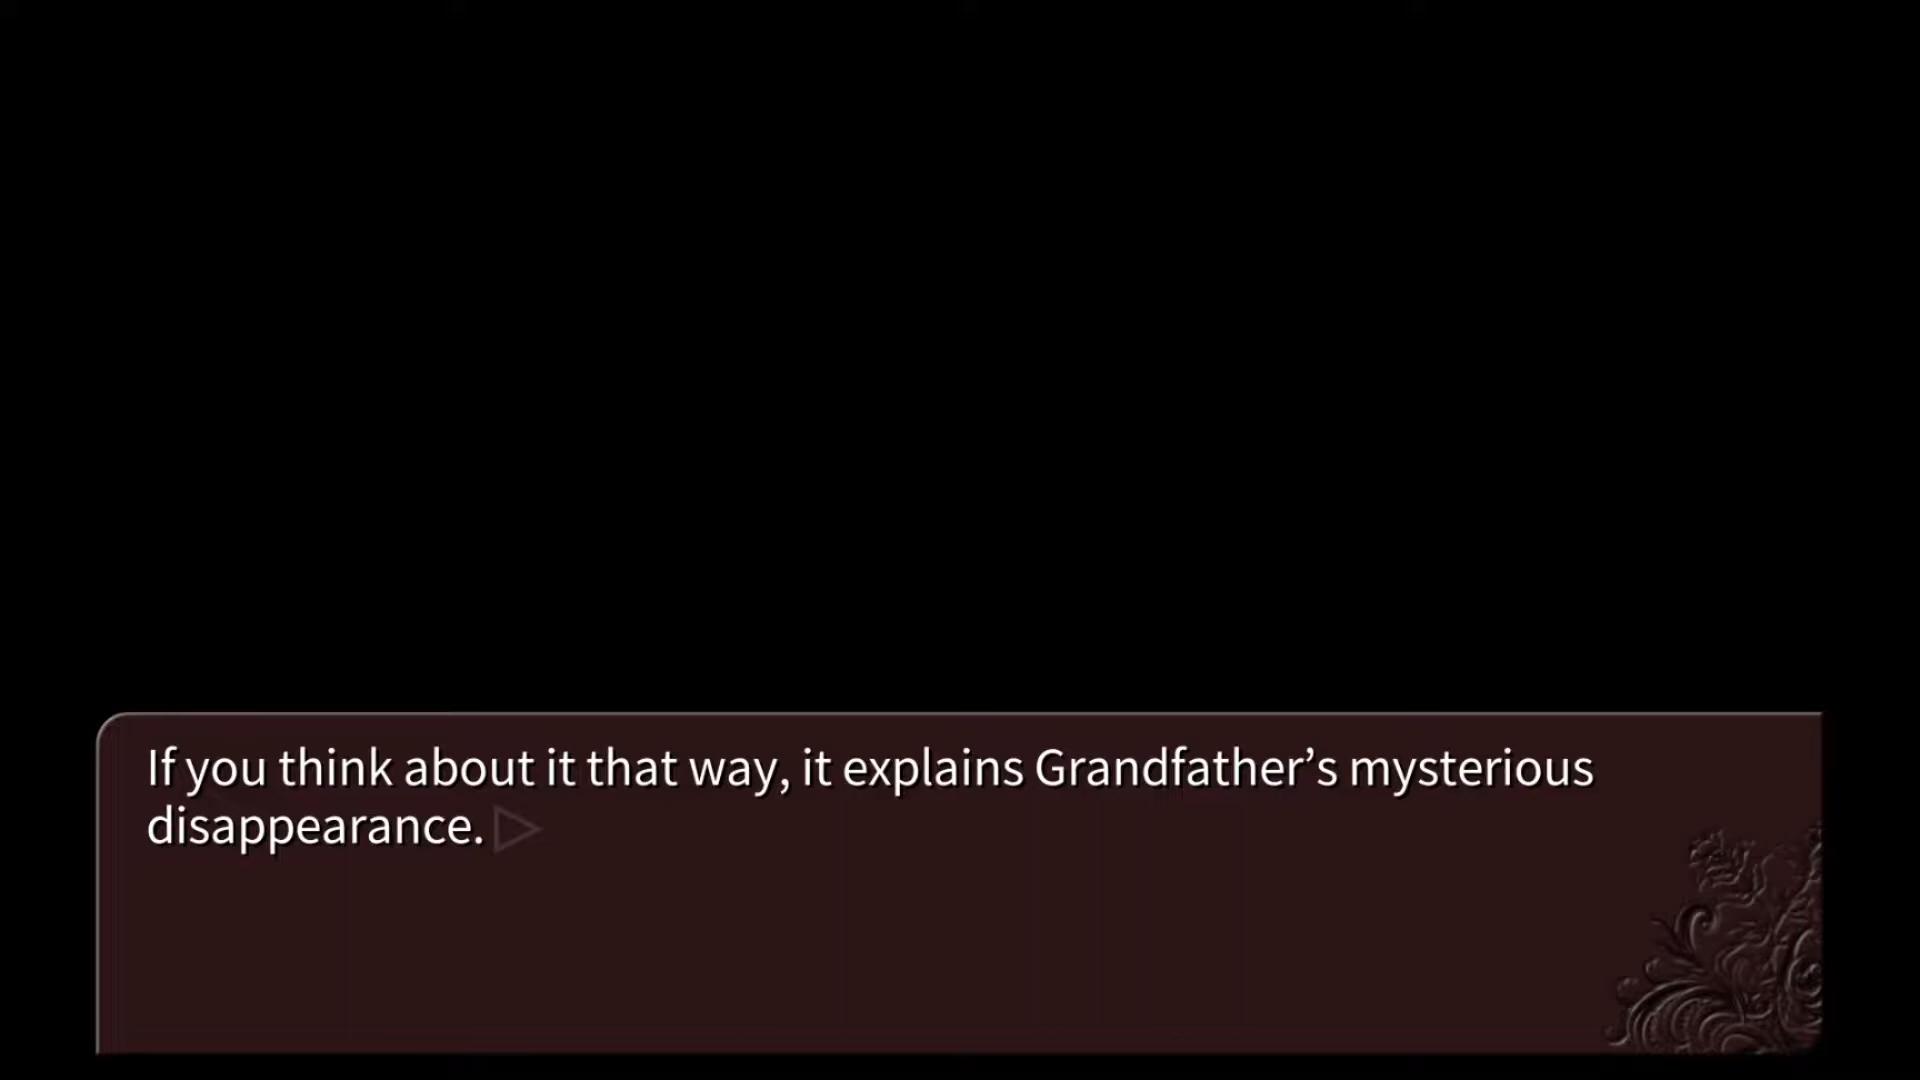 If you think about it that way, it explains Grandfather’s mysterious
disappearance.